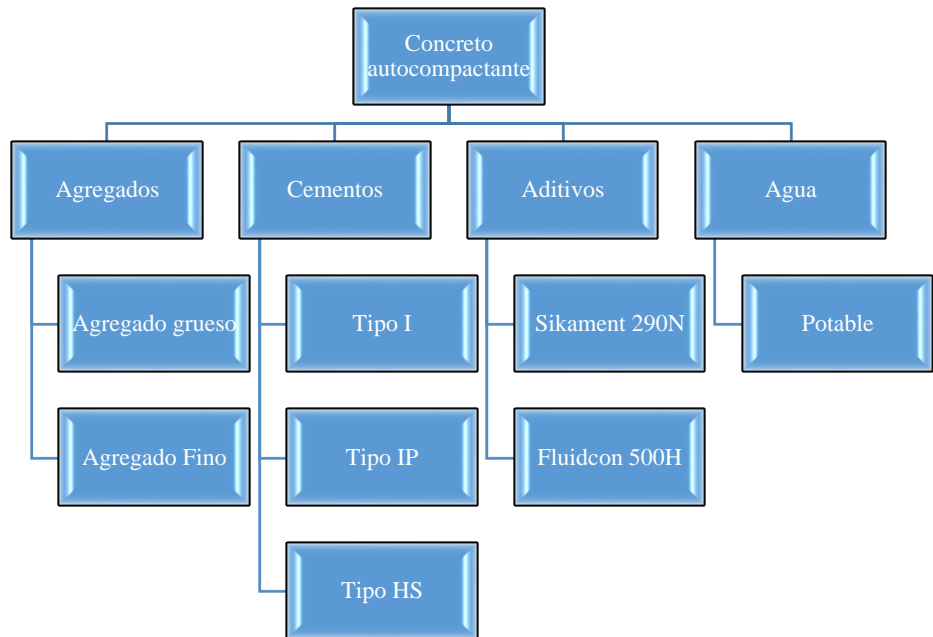 Concreto
autocompactante
Agregados
Cementos
Aditivos
Agua
Agregado grueso
Tipo I
Sikament 290N
Potable
Agregado Fino
Tipo IP
Fluidcon 500H
Tipo HS